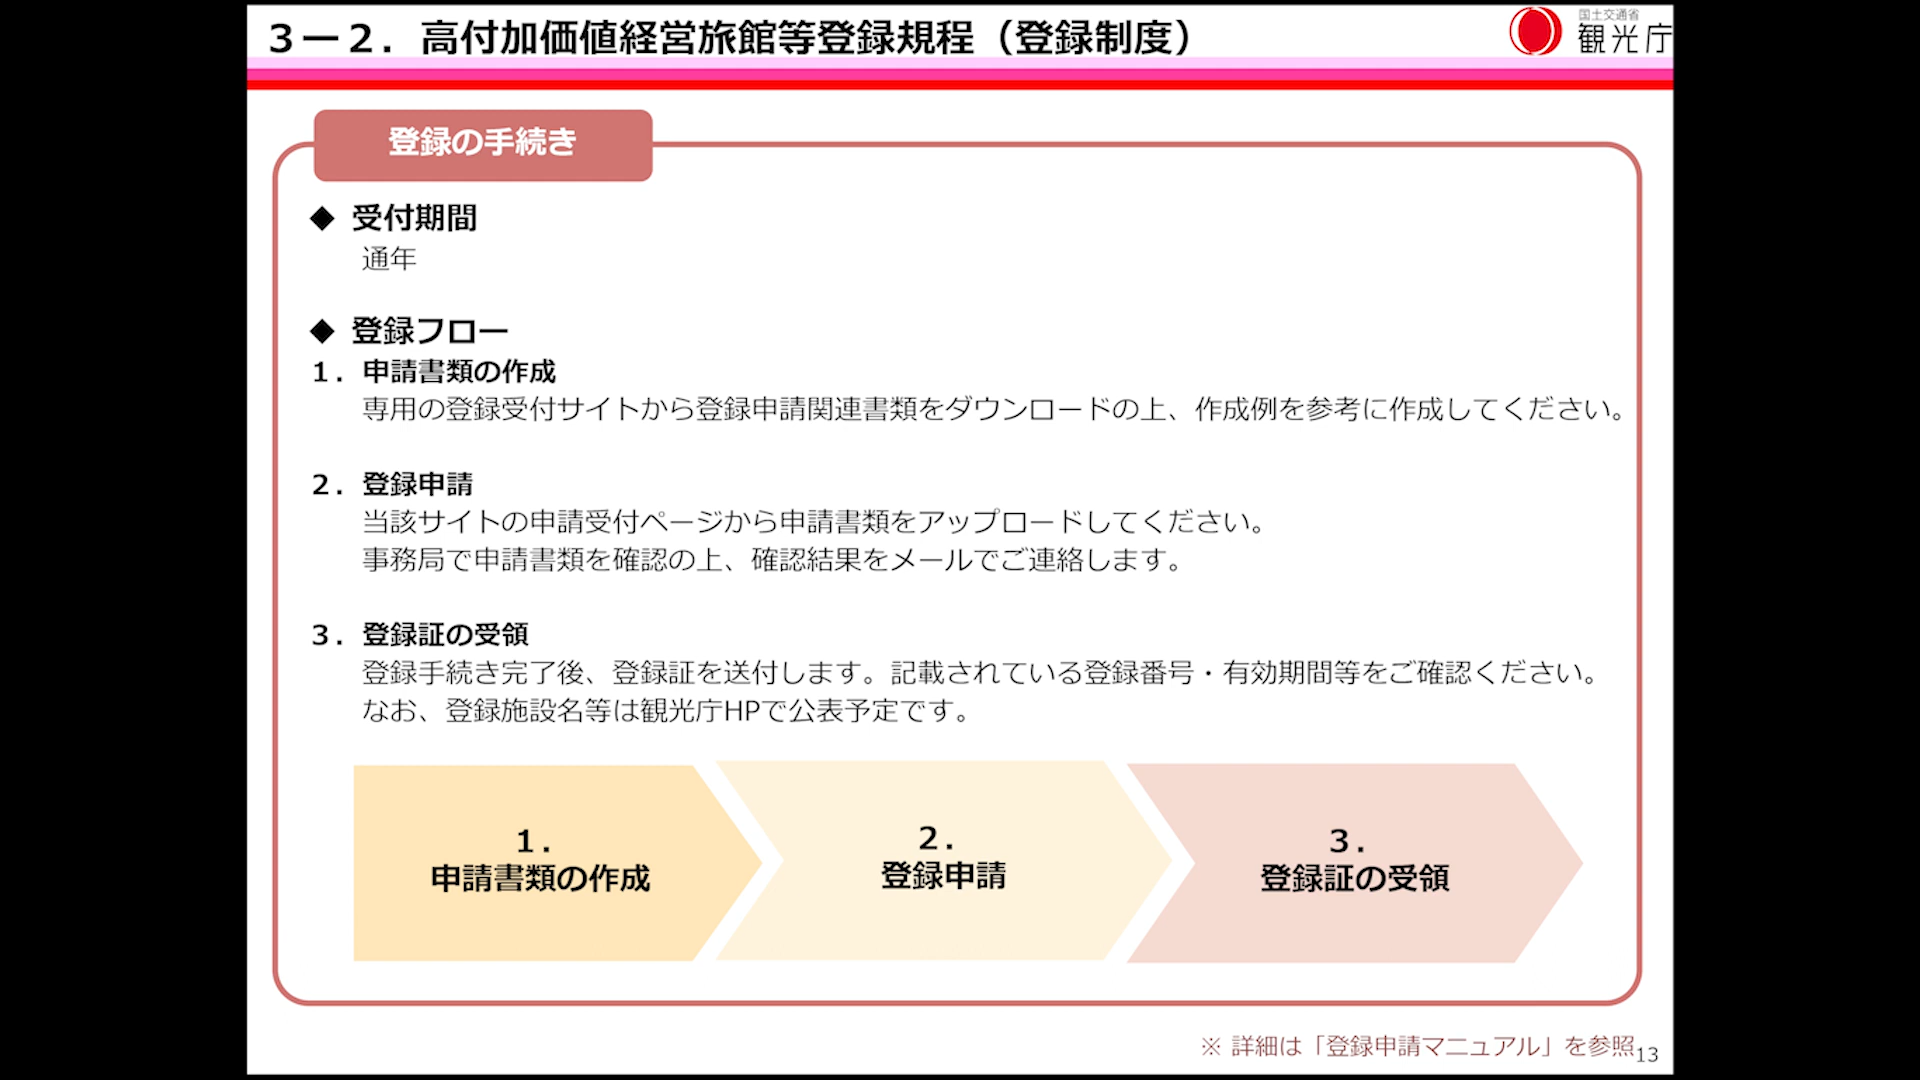 ３－２．高付加価値経営旅館等登録規程（登録制度）
国土交通省
観光庁
登録の手続き
◆ 受付期間
通年
◆ 登録フロー
１．申請書類の作成
専用の登録受付サイトから登録申請関連書類をダウンロードの上、作成例を参考に作成してください。
２．登録申請
当該サイトの申請受付ページから申請書類をアップロードしてください。
事務局で申請書類を確認の上、確認結果をメールでご連絡します。
３．登録証の受領
登録手続き完了後、登録証を送付します。記載されている登録番号・有効期間等をご確認ください。
なお、登録施設名等は観光庁HPで公表予定です。
１．
申請書類の作成
２．
登録申請
３．
登録証の受領
※ 詳細は「登録申請マニュアル」を参照
13